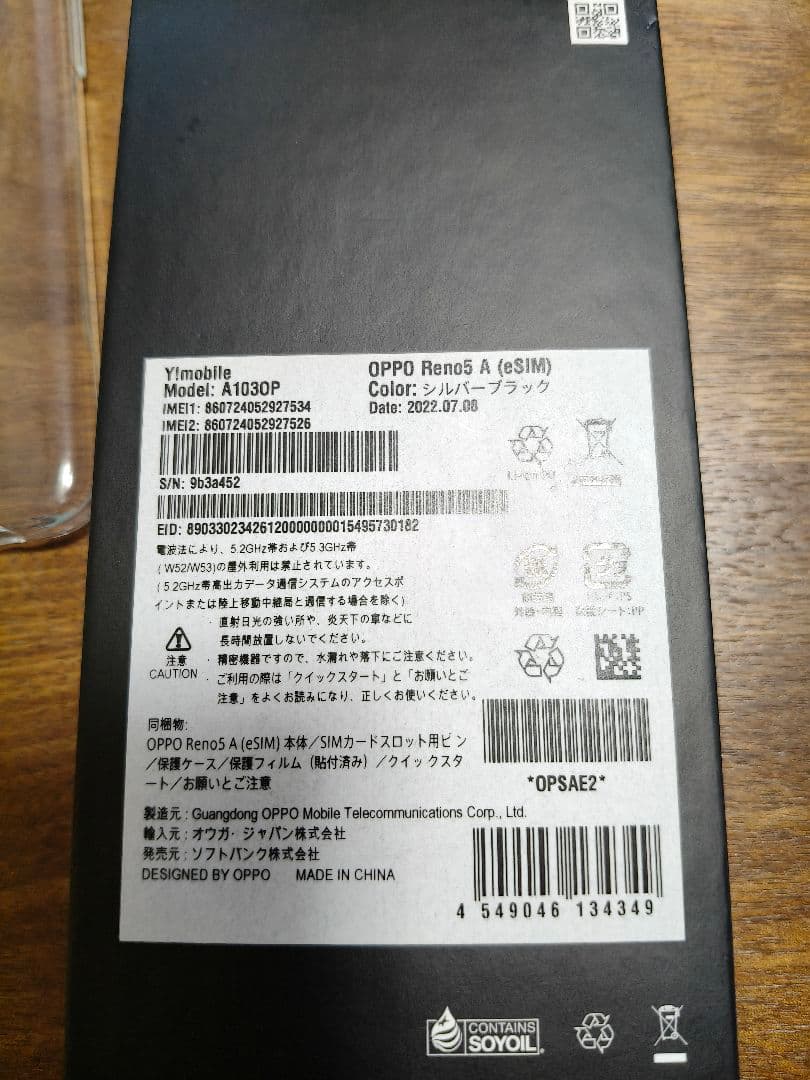 Y!mobile
OPPO Reno5 A (eSIM)
Model: A103OP
Color: シルバーブラック
IMEI1: 860724052927534
Date: 2022.07.08
IMEI2: 860724052927526
S/N: 9b3a452
EID: 89033023426120000000015495730182
電波法により、5.2GHz帯および5.3GHz帯
(W52/W53)の屋外利用は禁止されています。
(5.2GHz帯高出力データ通信システムのアクセスポ
イントまたは陸上移動中継局と通信する場合を除く)
・直射日光の強い所や、炎天下の車などに
長時間放置しないでください。
注意
CAUTION
・精密機器ですので、水濡れや落下にご注意ください。
・ご利用の際は「クイックスタート」と「お願いとご
注意」をよくお読みになり、正しくお使いください。
同梱物:
OPPO Reno5 A (eSIM) 本体/SIMカードスロット用ピン
/保護ケース/保護フィルム(貼付済み)/クイックスタ
ート/お願いとご注意
*OPSAE2*
製造元:Guangdong OPPO Mobile Telecommunications Corp., Ltd.
輸入元:オウガ・ジャパン株式会社
発売元:ソフトバンク株式会社
DESIGNED BY OPPO MADE IN CHINA
4 549046 134349
CONTAINS
SOYOIL